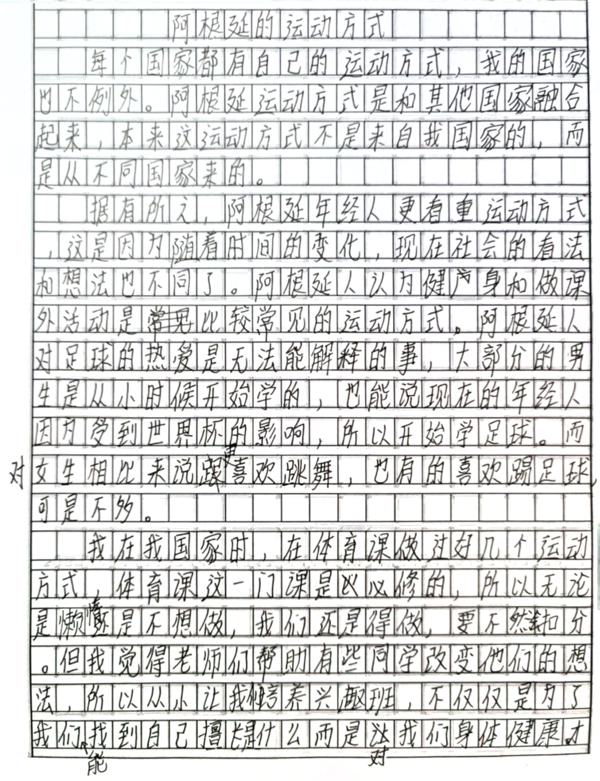 阿根延的运动方式
每个国家都有自己的运动方式，我的国家
也不例外。阿根延运动方式是和其他国家融合
起来，本来这运动方式不是来自我国家的，而
是从不同国家来的。
据有所之，阿根延年经人更看重运动方式
，这是因为随着时间的变化，现在社会的看法
和想法也不同了。阿根延人认为健身和做课
外活动是比较常见的运动方式。阿根延人
对足球的热爱是无法能解释的事，大部分的男
生是从小时候开始学的，也能说现在的年经人
因为多到世界杯的影响，所以开始学足球。而
对女生相比来说更喜欢跳舞，也有的喜欢踢足球，
可是不多。
我在我国家时，在体育课做过好几个运动
方式，体育课这一门课是必修的，所以无论
是懒惰还是不想做，我们还是得做，要不然扣分
。但我觉得老师们帮助有些同学改变他们的想
法，所以从小让我培养兴趣班，不仅仅是为了
我们能找到自己擅长是什么而是对我们身体健康才